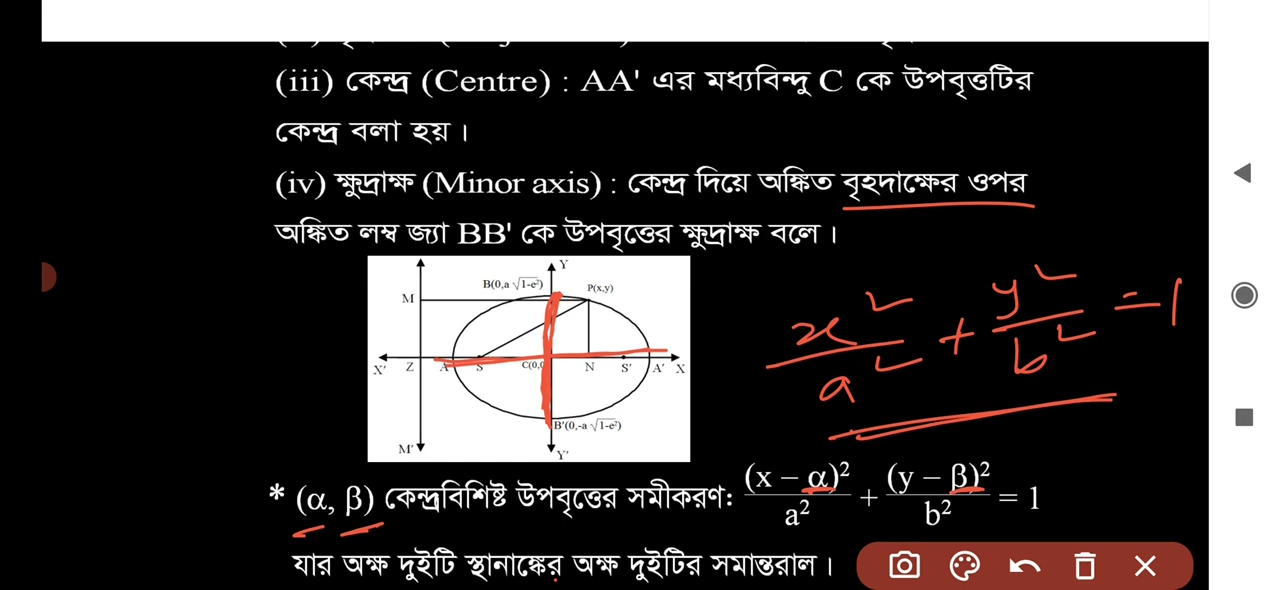 (iii) কেন্দ্র (Centre) : AA' এর মধ্যবিন্দু C কে উপবৃত্তটির
কেন্দ্র বলা হয়।
(iv) ক্ষুদ্রাক্ষ (Minor axis) : কেন্দ্র দিয়ে অঙ্কিত বৃহদাক্ষের ওপর
অঙ্কিত লম্ব জ্যা BB' কে উপবৃত্তের ক্ষুদ্রাক্ষ বলে।
Y
B(0,a √1-e²)
P(x,y)
M
X' Z A S C(0,0 N S' A' X
B'(0,-a √1-e²)
M' Y'
x²/a² + y²/b² = 1
* (α, β) কেন্দ্রবিশিষ্ট উপবৃত্তের সমীকরণ: (x – α)²/a² + (y – β)²/b² = 1
যার অক্ষ দুইটি স্থানাঙ্কের অক্ষ দুইটির সমান্তরাল।